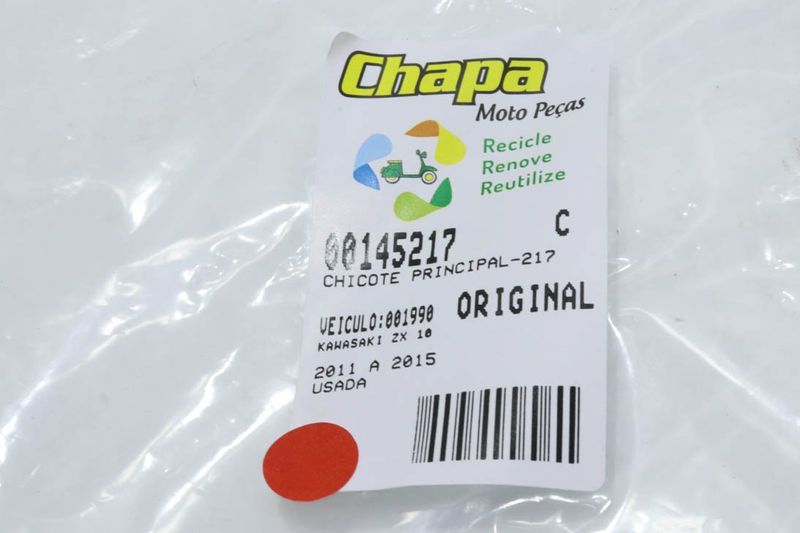 Chapa
Moto Peças
Recicle
Renove
Reutilize
00145217 C
CHICOTE PRINCIPAL-217
VEICULO:001990 ORIGINAL
KAWASAKI ZX 10
2011 A 2015
USADA